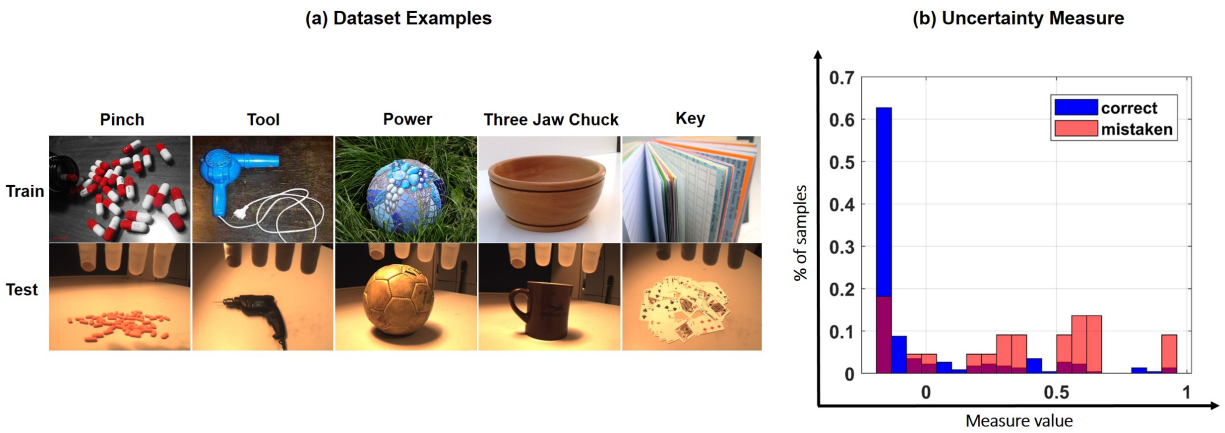 (a) Dataset Examples
Pinch Tool Power Three Jaw Chuck Key
Train
Test
(b) Uncertainty Measure
0.7
0.6
0.5
0.4
0.3
0.2
0.1
0
% of samples
correct
mistaken
0 0.5 1
Measure value